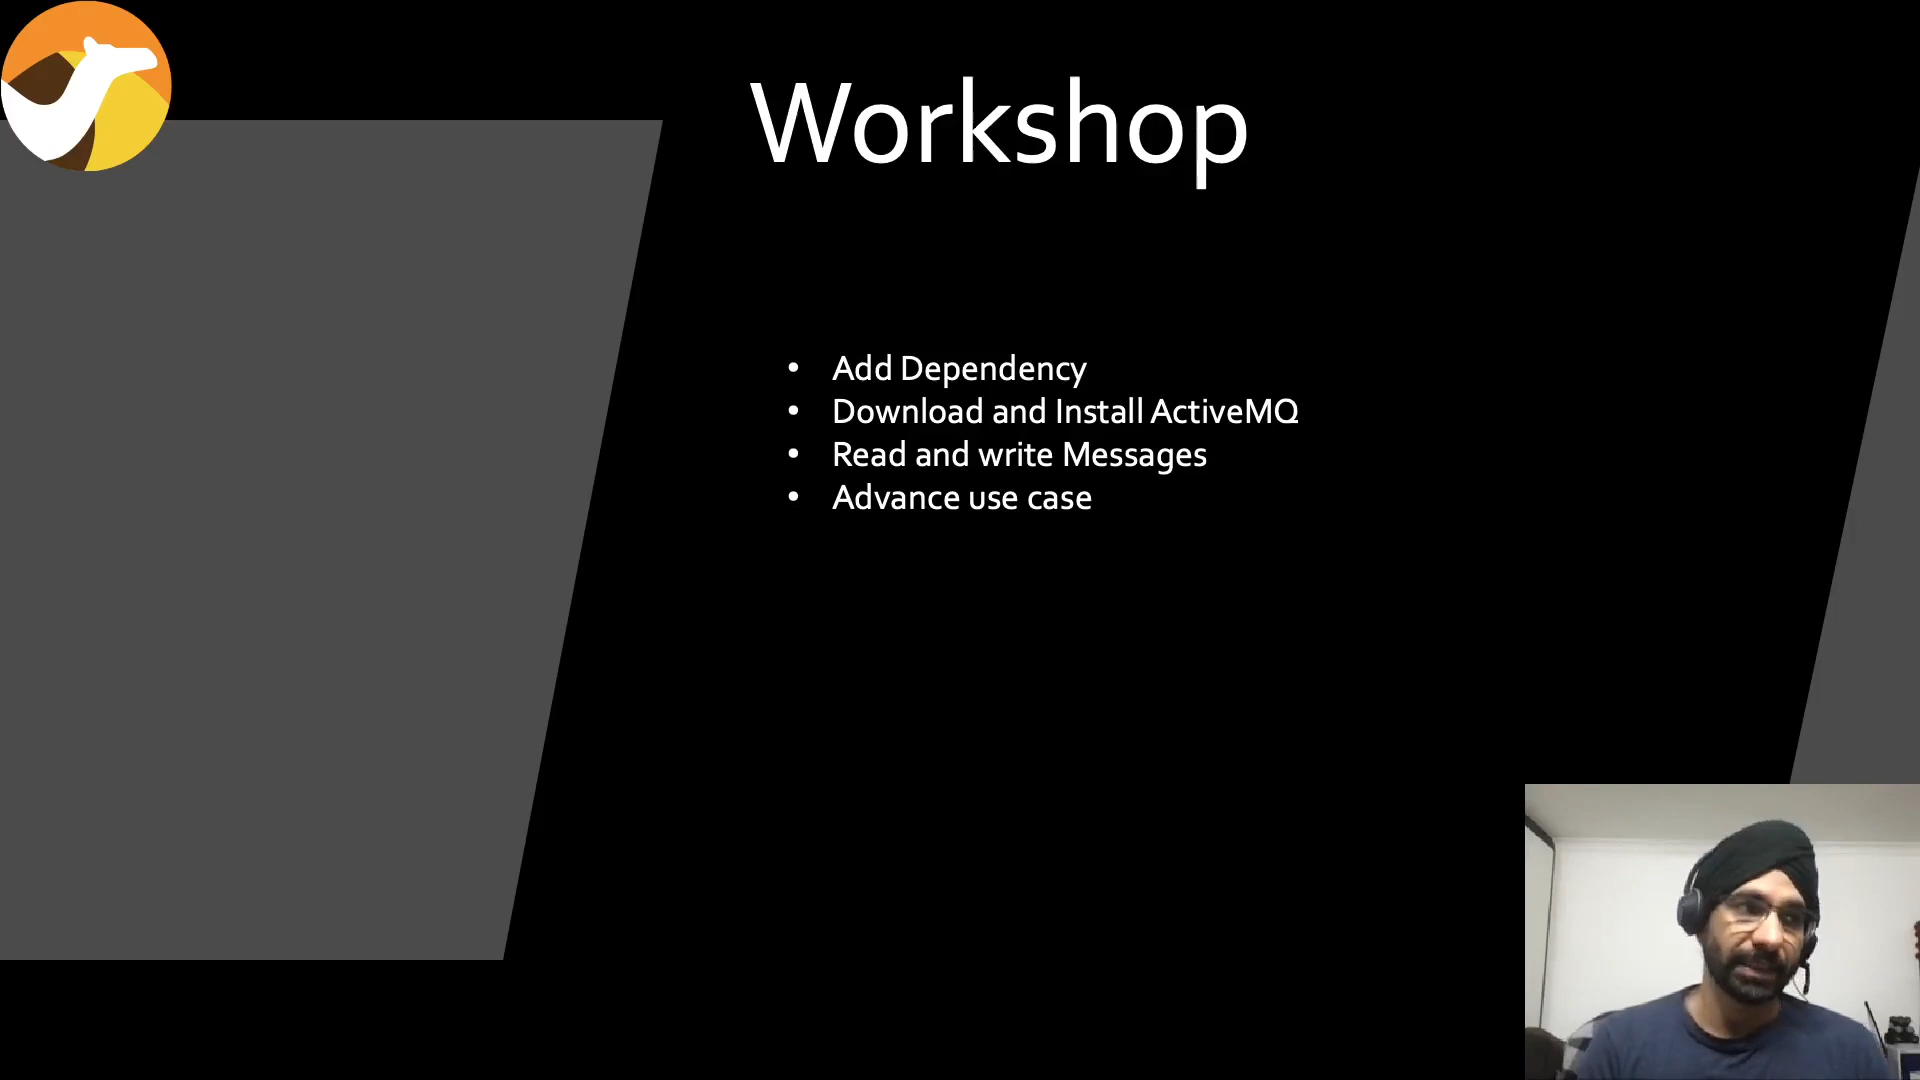 Workshop
• Add Dependency
• Download and Install ActiveMQ
• Read and write Messages
• Advance use case